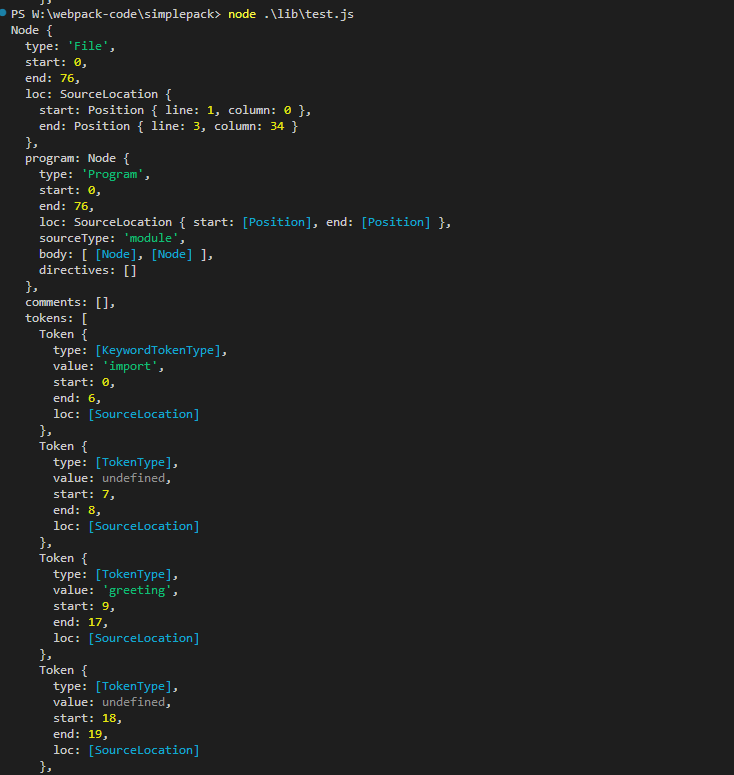 PS W:\webpack-code\simplepack> node .\lib\test.js
Node {
  type: 'File',
  start: 0,
  end: 76,
  loc: SourceLocation {
    start: Position { line: 1, column: 0 },
    end: Position { line: 3, column: 34 }
  },
  program: Node {
    type: 'Program',
    start: 0,
    end: 76,
    loc: SourceLocation { start: [Position], end: [Position] },
    sourceType: 'module',
    body: [ [Node], [Node] ],
    directives: []
  },
  comments: [],
  tokens: [
    Token {
      type: [KeywordTokenType],
      value: 'import',
      start: 0,
      end: 6,
      loc: [SourceLocation]
    },
    Token {
      type: [TokenType],
      value: undefined,
      start: 7,
      end: 8,
      loc: [SourceLocation]
    },
    Token {
      type: [TokenType],
      value: 'greeting',
      start: 9,
      end: 17,
      loc: [SourceLocation]
    },
    Token {
      type: [TokenType],
      value: undefined,
      start: 18,
      end: 19,
      loc: [SourceLocation]
    },